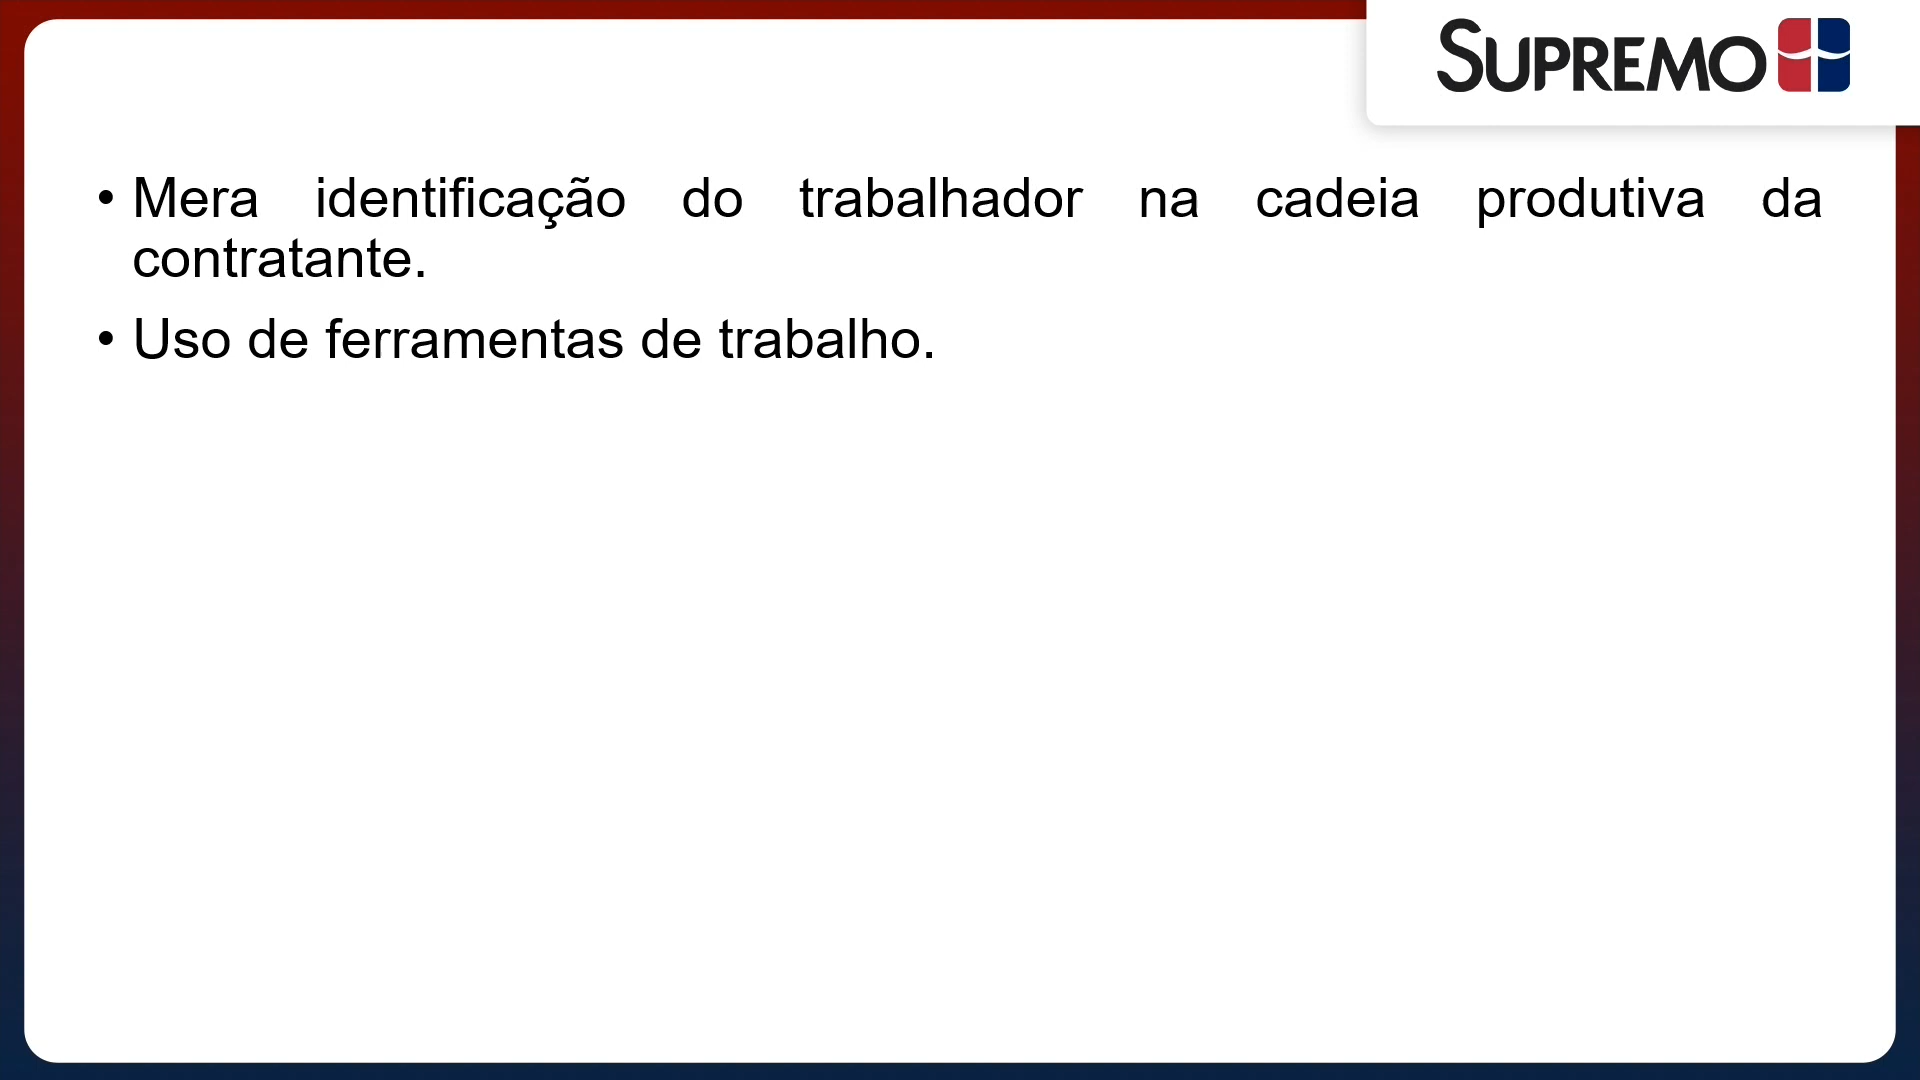 SUPREMO
• Mera identificação do trabalhador na cadeia produtiva da
contratante.
• Uso de ferramentas de trabalho.